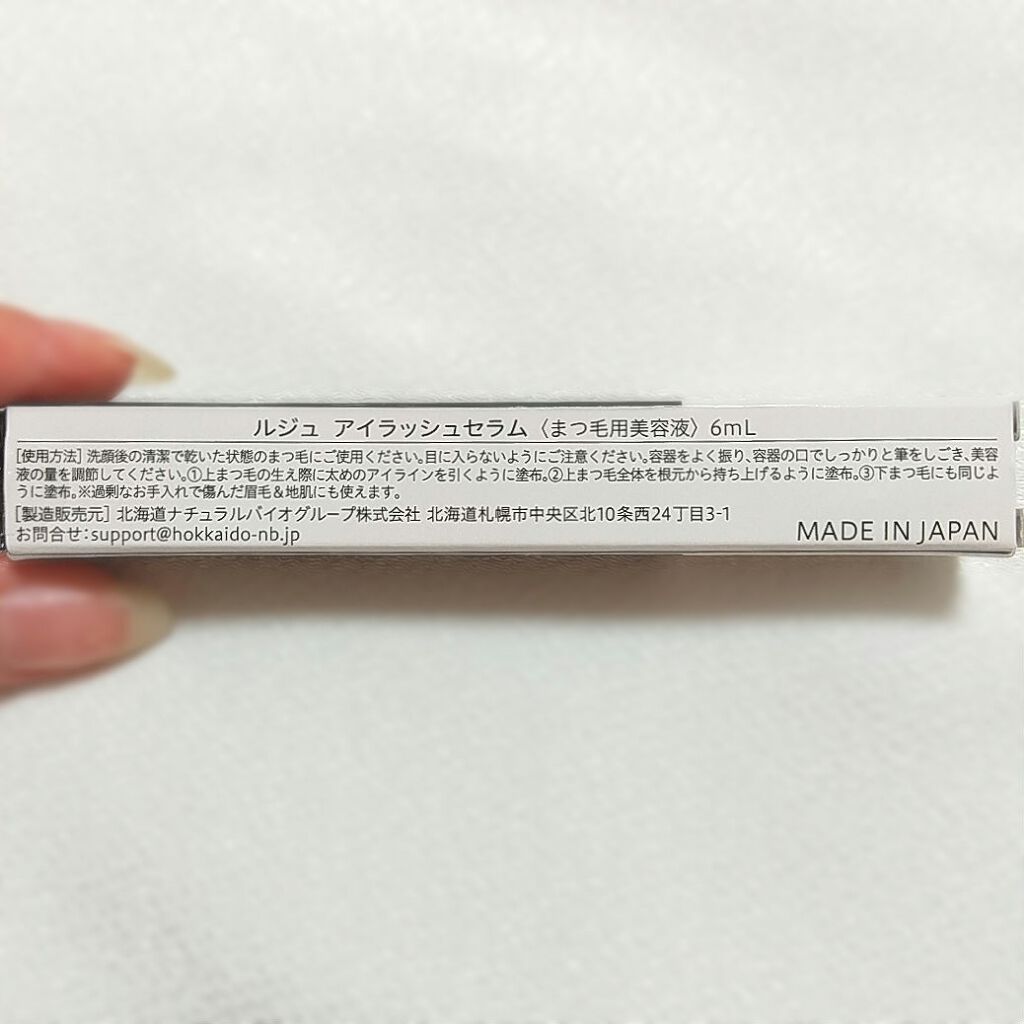 ルジュ アイラッシュセラム〈まつ毛用美容液〉6mL
[使用方法] 洗顔後の清潔で乾いた状態のまつ毛にご使用ください。目に入らないようにご注意ください。容器をよく振り、容器の口でしっかりと筆をしごき、美容
液の量を調節してください。①上まつ毛の生え際に太めのアイラインを引くように塗布。②上まつ毛全体を根元から持ち上げるように塗布。③下まつ毛にも同じよ
うに塗布。※過剰なお手入れで傷んだ眉毛&地肌にも使えます。
[製造販売元] 北海道ナチュラルバイオグループ株式会社 北海道札幌市中央区北10条西24丁目3-1
お問合せ:support@hokkaido-nb.jp
MADE IN JAPAN